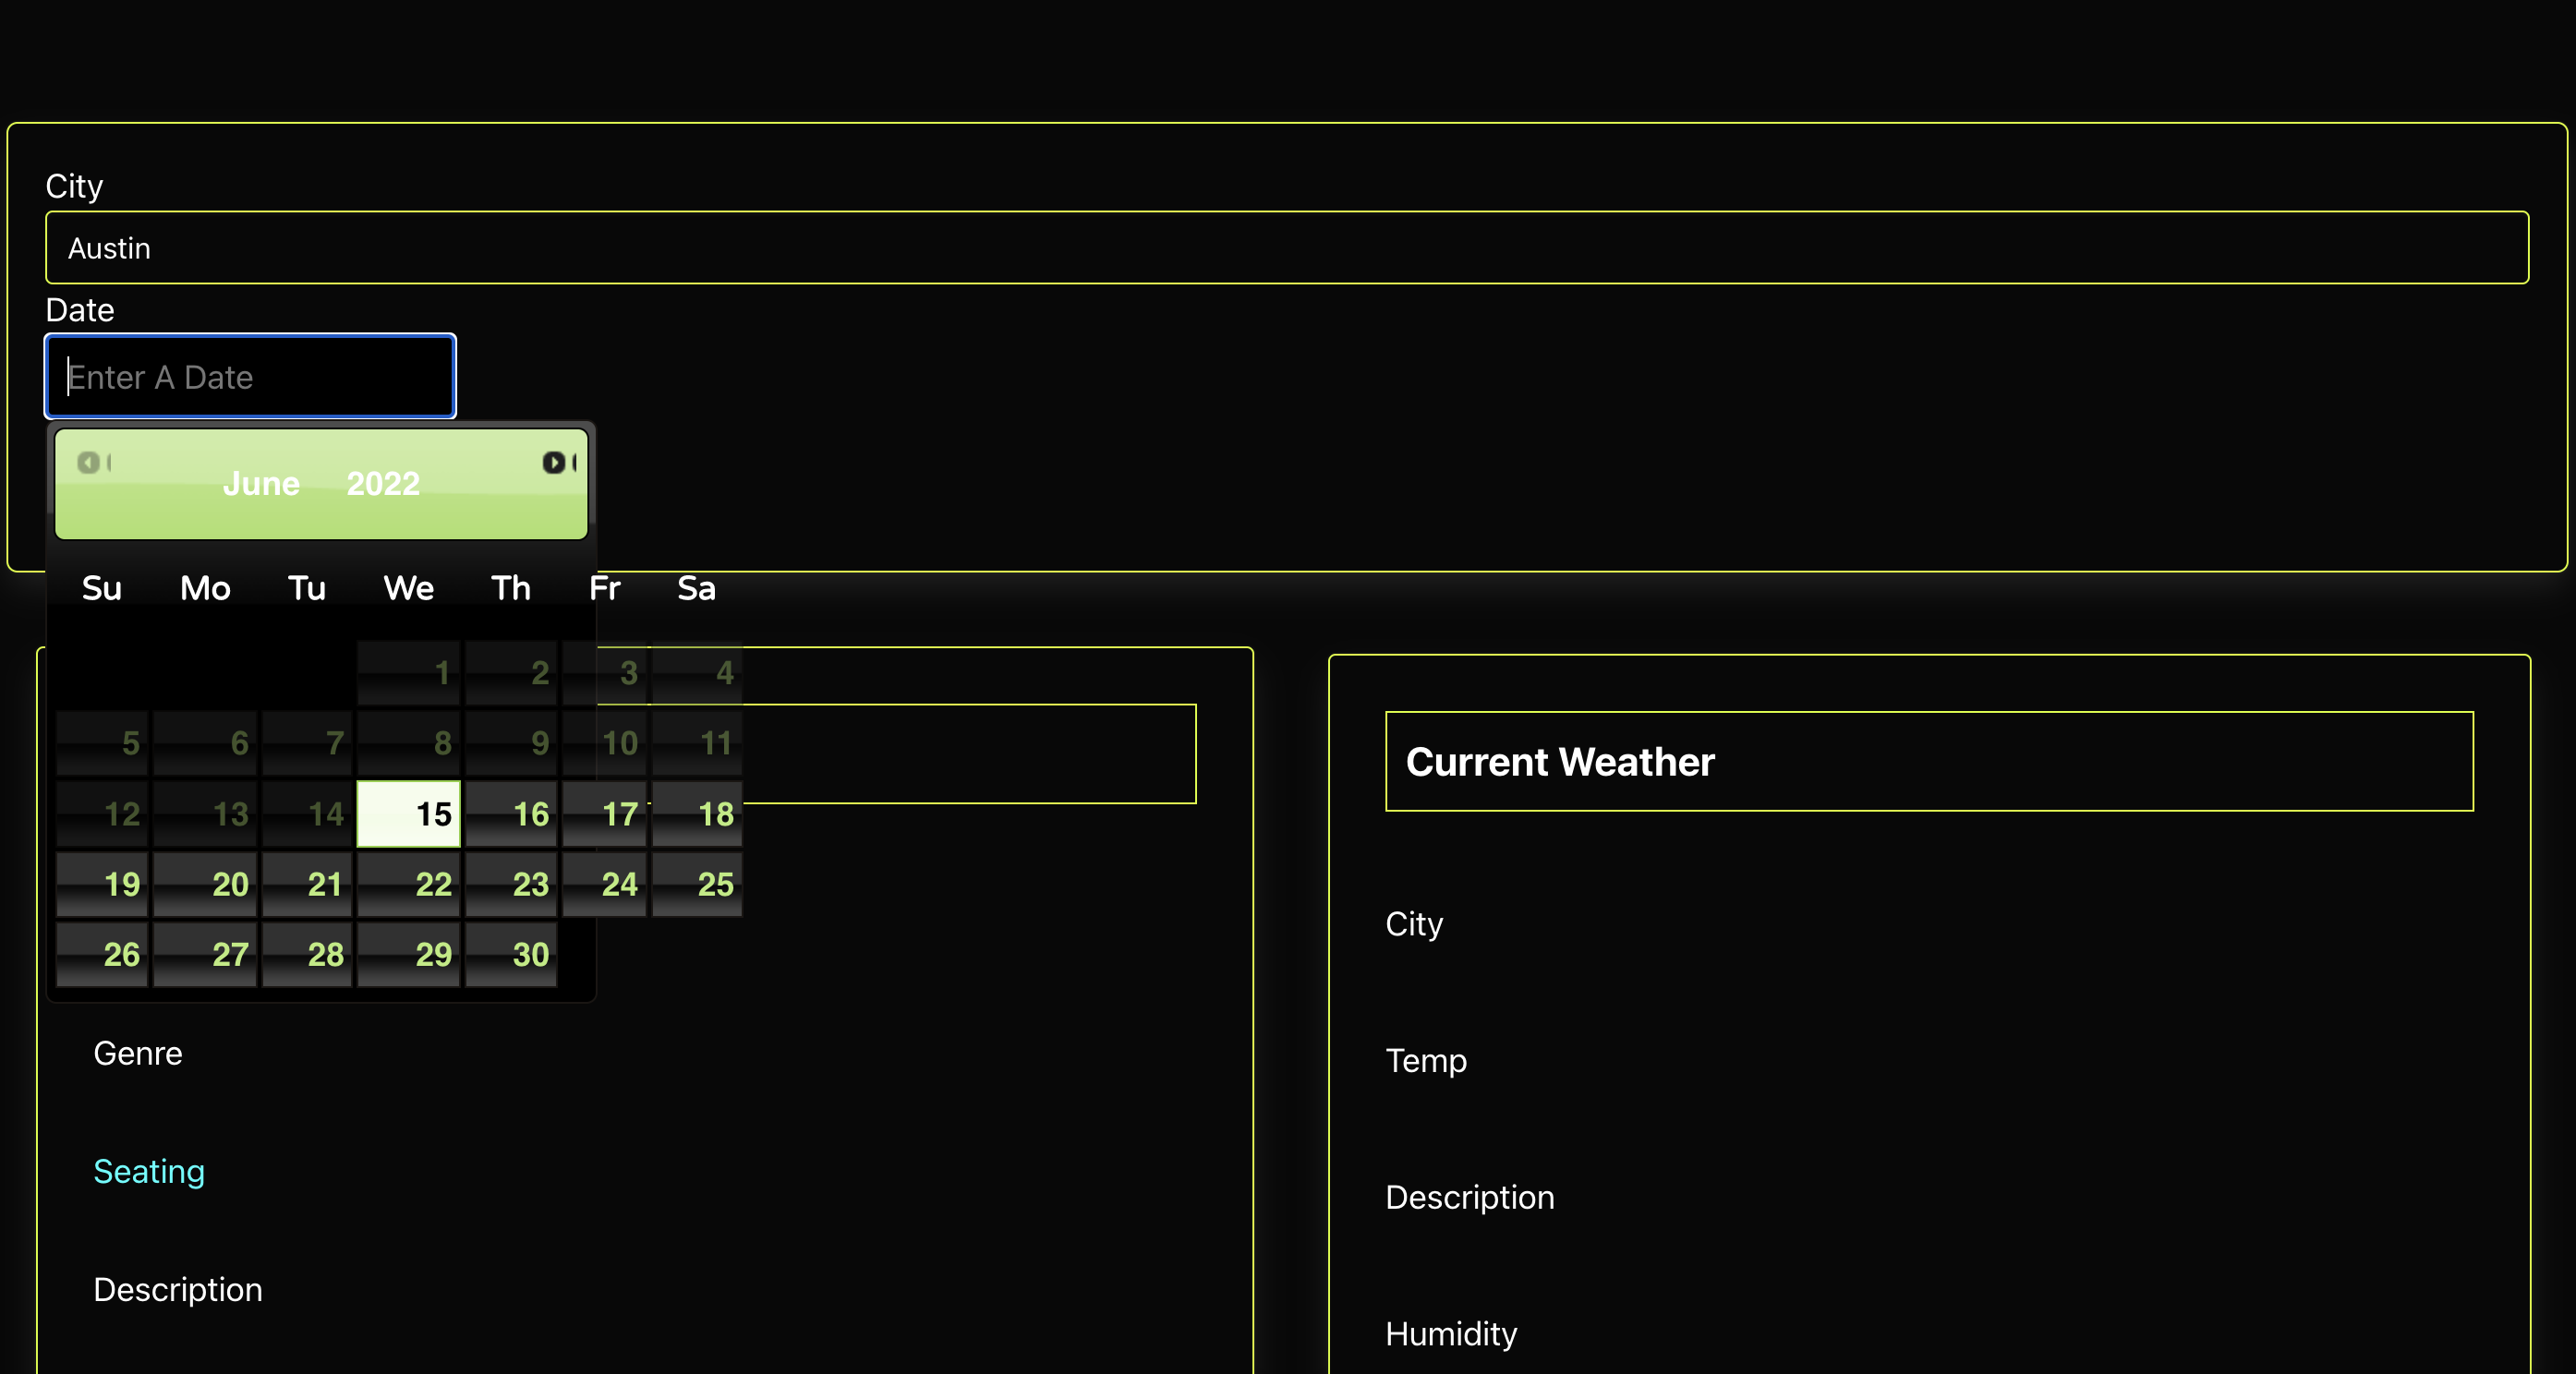 City
Austin
Date
Enter A Date
June 2022
Su Mo Tu We Th Fr Sa
1 2 3 4
5 6 7 8 9 10 11
12 13 14 15 16 17 18
19 20 21 22 23 24 25
26 27 28 29 30
Genre
Seating
Description
Current Weather
City
Temp
Description
Humidity